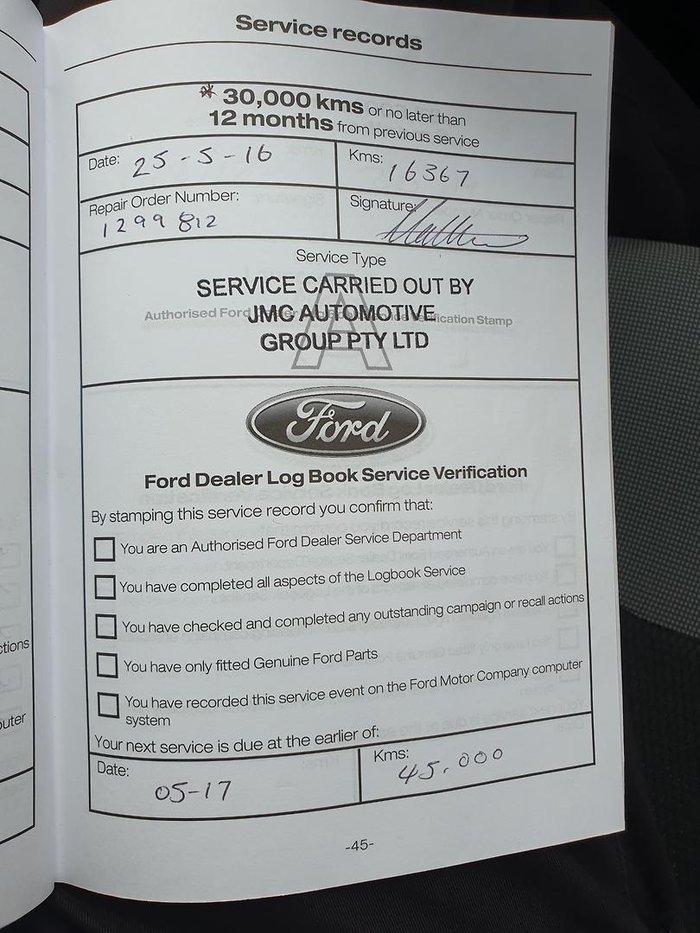 Service records
* 30,000 kms or no later than
12 months from previous service
Date: 25-5-16
Kms: 16367
Repair Order Number:
1299812
Signature:
Service Type
A
SERVICE CARRIED OUT BY
Authorised Ford
JMC AUTOMOTIVE
Verification Stamp
GROUP PTY LTD
Ford
Ford Dealer Log Book Service Verification
By stamping this service record you confirm that:
You are an Authorised Ford Dealer Service Department
You have completed all aspects of the Logbook Service
You have checked and completed any outstanding campaign or recall actions
You have only fitted Genuine Ford Parts
You have recorded this service event on the Ford Motor Company computer
system
Your next service is due at the earlier of:
Date:
05-17
Kms:
45.000
-45-